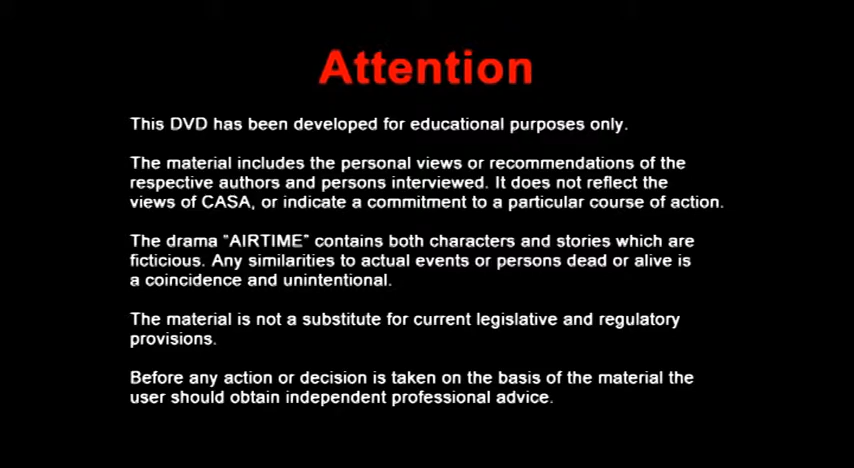 Attention
This DVD has been developed for educational purposes only.
The material includes the personal views or recommendations of the
respective authors and persons interviewed. It does not reflect the
views of CASA, or indicate a commitment to a particular course of action.
The drama "AIRTIME" contains both characters and stories which are
ficticious. Any similarities to actual events or persons dead or alive is
a coincidence and unintentional.
The material is not a substitute for current legislative and regulatory
provisions.
Before any action or decision is taken on the basis of the material the
user should obtain independent professional advice.